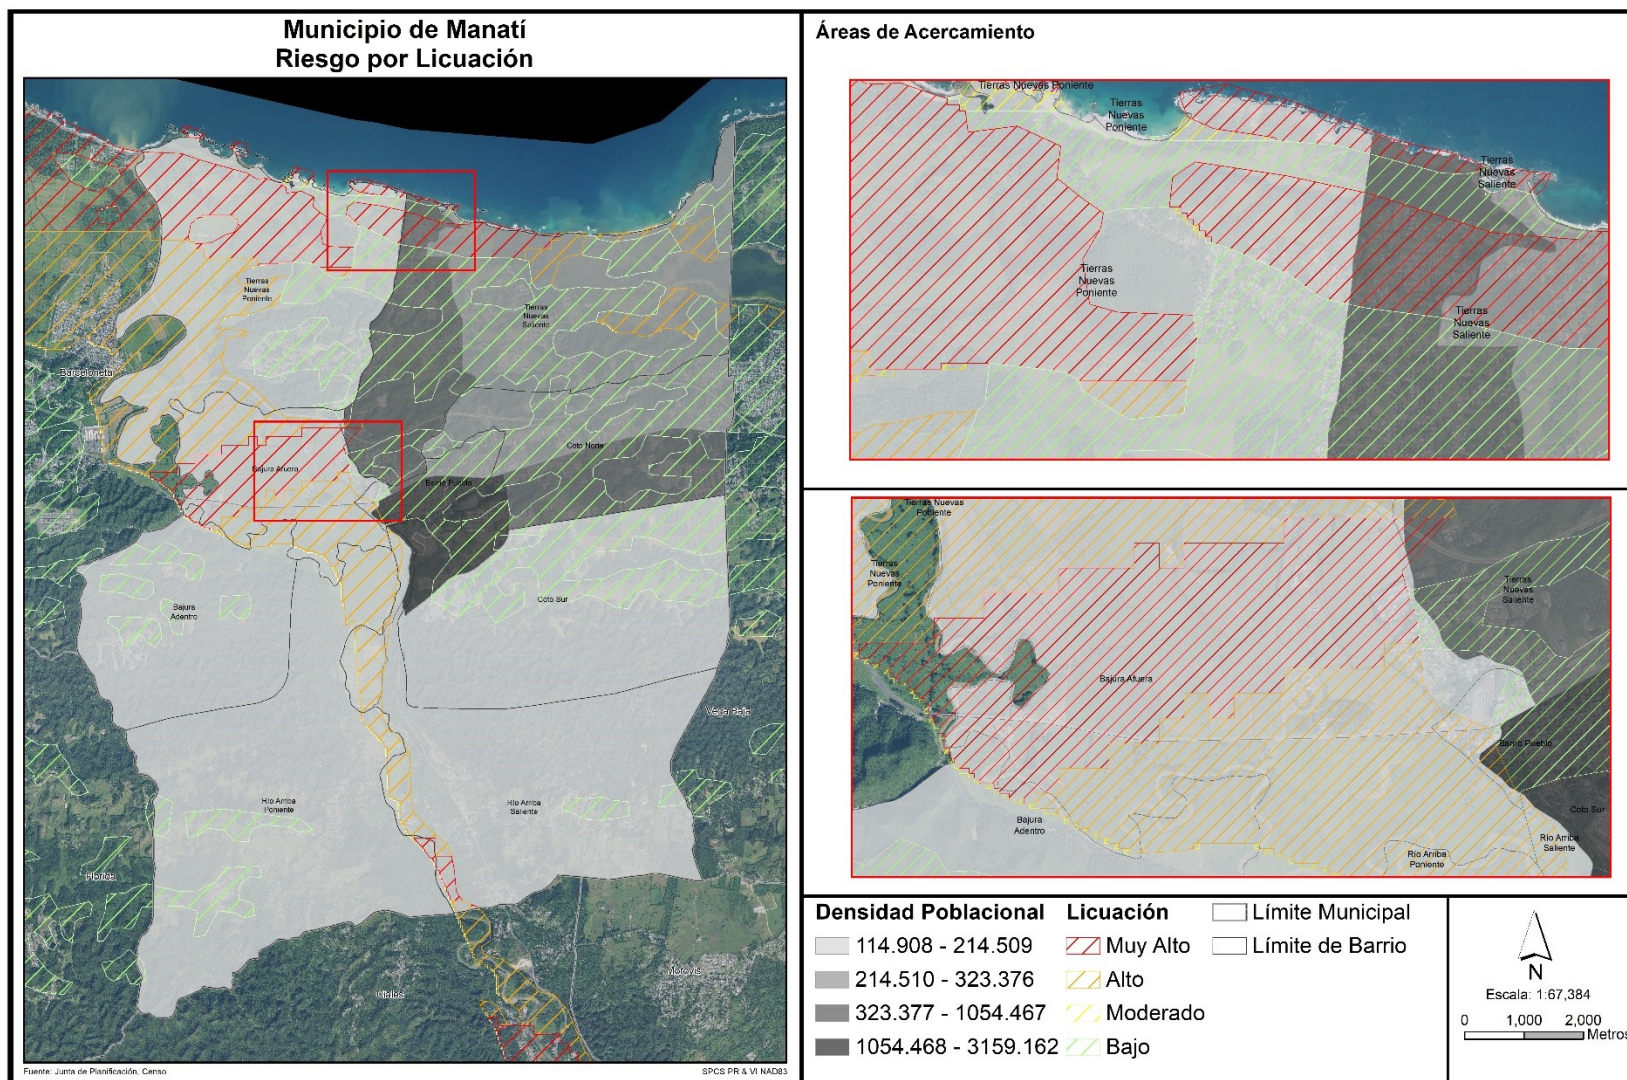 Municipio de Manatí
Riesgo por Licuación
Tierras
Nuevas
Poniente
Tierras
Nuevas
Saliente
Barceloneta
Coto Norte
Bajura Afuera
Barrio Pueblo
Bajura
Adentro
Coto Sur
Vega Baja
Río Arriba
Poniente
Río Arriba
Saliente
Florida
Morovis
Ciales
Fuente: Junta de Planificación, Censo
SPCS PR & VI NAD83
Áreas de Acercamiento
Tierras Nuevas Poniente
Tierras
Nuevas
Poniente
Tierras
Nuevas
Saliente
Tierras
Nuevas
Poniente
Tierras
Nuevas
Saliente
Tierras Nuevas
Poniente
Tierras
Nuevas
Poniente
Tierras
Nuevas
Saliente
Bajura Afuera
Barrio Pueblo
Coto Sur
Bajura
Adentro
Río Arriba
Saliente
Río Arriba
Poniente
Densidad Poblacional
114.908 - 214.509
214.510 - 323.376
323.377 - 1054.467
1054.468 - 3159.162
Licuación
Muy Alto
Alto
Moderado
Bajo
Límite Municipal
Límite de Barrio
N
Escala: 1:67,384
0 1,000 2,000
Metros